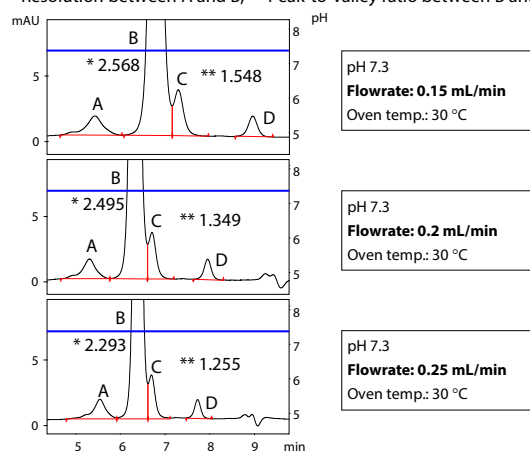 Resolution between A and B, Peak-to-valley ratio between B and
mAU pH
B 8
* 2.568 ** 1.548 7
5 A C D 6
0 5
pH 7.3
Flowrate: 0.15 mL/min
Oven temp.: 30 °C
B 8
* 2.495 ** 1.349 7
5 A C D 6
0 5
pH 7.3
Flowrate: 0.2 mL/min
Oven temp.: 30 °C
B 8
* 2.293 ** 1.255 7
5 A C D 6
0 5
5 6 7 8 9 min
pH 7.3
Flowrate: 0.25 mL/min
Oven temp.: 30 °C